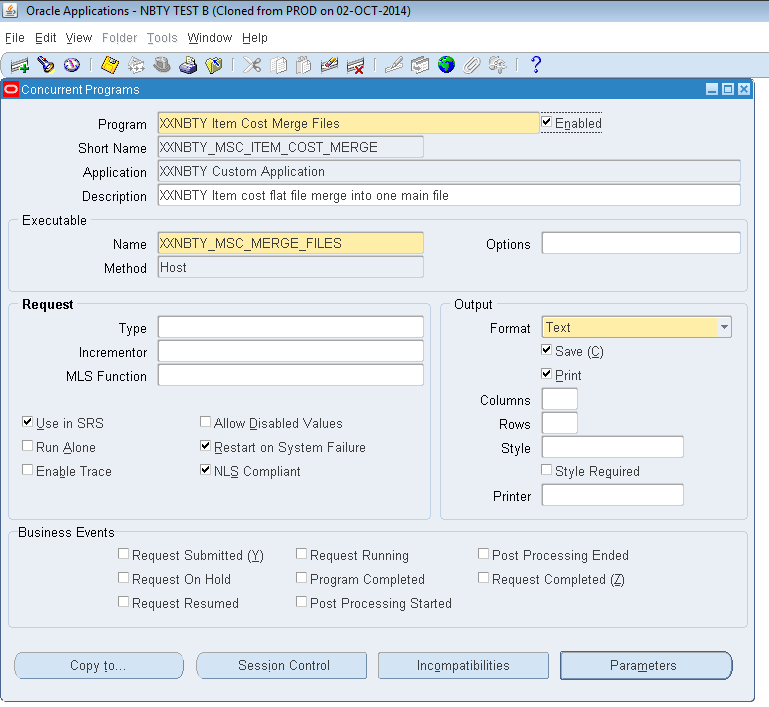 Oracle Applications - NBTY TEST B (Cloned from PROD on 02-OCT-2014)
File Edit View Folder Tools Window Help
?
Concurrent Programs
Program XXNBTY Item Cost Merge Files Enabled
Short Name XXNBTY_MSC_ITEM_COST_MERGE
Application XXNBTY Custom Application
Description XXNBTY Item cost flat file merge into one main file
Executable
Name XXNBTY_MSC_MERGE_FILES Options
Method Host
Request Output
Type Format Text
Incrementor Save (C)
MLS Function Print
Columns
Use in SRS Allow Disabled Values Rows
Run Alone Restart on System Failure Style
Enable Trace NLS Compliant Style Required
Printer
Business Events
Request Submitted (Y) Request Running Post Processing Ended
Request On Hold Program Completed Request Completed (Z)
Request Resumed Post Processing Started
Copy to... Session Control Incompatibilities Parameters